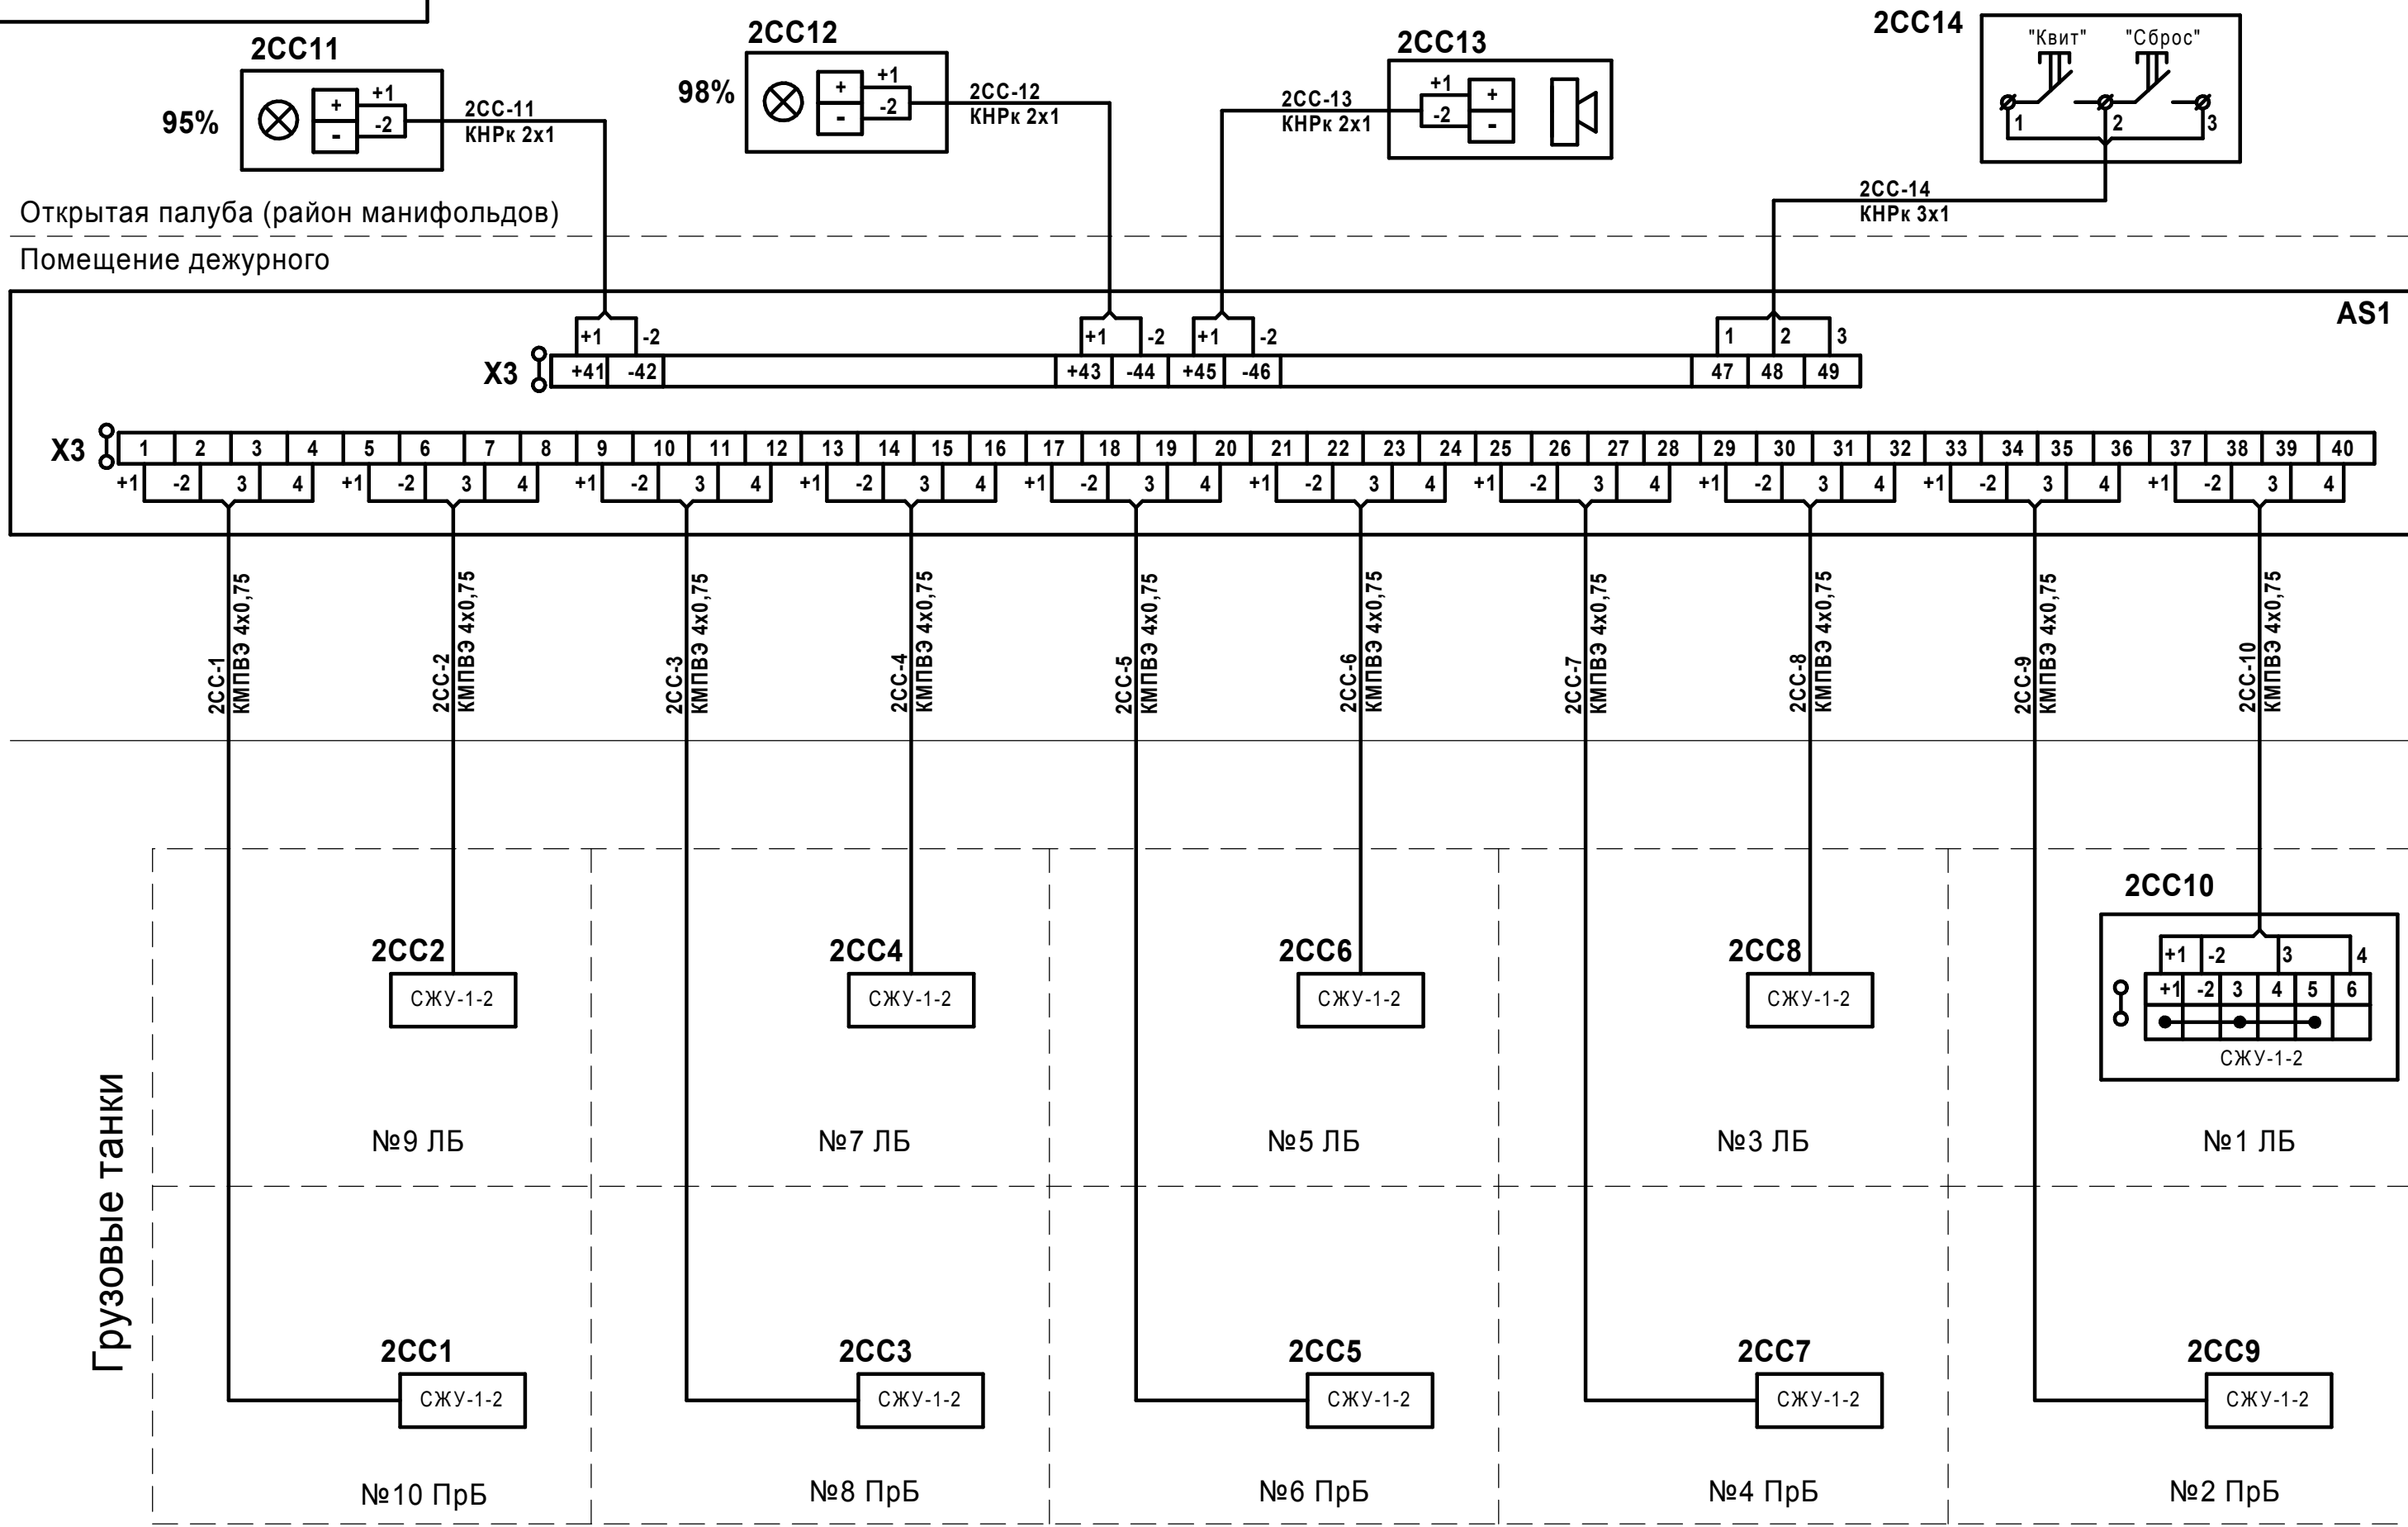 2СС11
95%
+
-
+1
-2
2СС-11
КНРк 2х1
2СС12
98%
+
-
+1
-2
2СС-12
КНРк 2х1
2СС13
2СС-13
КНРк 2х1
+1
-2
+
-
2СС14
"Квит" "Сброс"
1 2 3
2СС-14
КНРк 3х1
Открытая палуба (район манифольдов)
Помещение дежурного
AS1
+1 -2 +1 -2 +1 -2 1 2 3
X3 +41 -42 +43 -44 +45 -46 47 48 49
X3 1 2 3 4 5 6 7 8 9 10 11 12 13 14 15 16 17 18 19 20 21 22 23 24 25 26 27 28 29 30 31 32 33 34 35 36 37 38 39 40
+1 -2 3 4 +1 -2 3 4 +1 -2 3 4 +1 -2 3 4 +1 -2 3 4 +1 -2 3 4 +1 -2 3 4 +1 -2 3 4 +1 -2 3 4 +1 -2 3 4
2СС-1
КМПВЭ 4х0,75
2СС-2
КМПВЭ 4х0,75
2СС-3
КМПВЭ 4х0,75
2СС-4
КМПВЭ 4х0,75
2СС-5
КМПВЭ 4х0,75
2СС-6
КМПВЭ 4х0,75
2СС-7
КМПВЭ 4х0,75
2СС-8
КМПВЭ 4х0,75
2СС-9
КМПВЭ 4х0,75
2СС-10
КМПВЭ 4х0,75
Грузовые танки
2СС2
СЖУ-1-2
№9 ЛБ
2СС4
СЖУ-1-2
№7 ЛБ
2СС6
СЖУ-1-2
№5 ЛБ
2СС8
СЖУ-1-2
№3 ЛБ
2СС10
+1 -2 3 4
+1 -2 3 4 5 6
СЖУ-1-2
№1 ЛБ
2СС1
СЖУ-1-2
№10 ПрБ
2СС3
СЖУ-1-2
№8 ПрБ
2СС5
СЖУ-1-2
№6 ПрБ
2СС7
СЖУ-1-2
№4 ПрБ
2СС9
СЖУ-1-2
№2 ПрБ